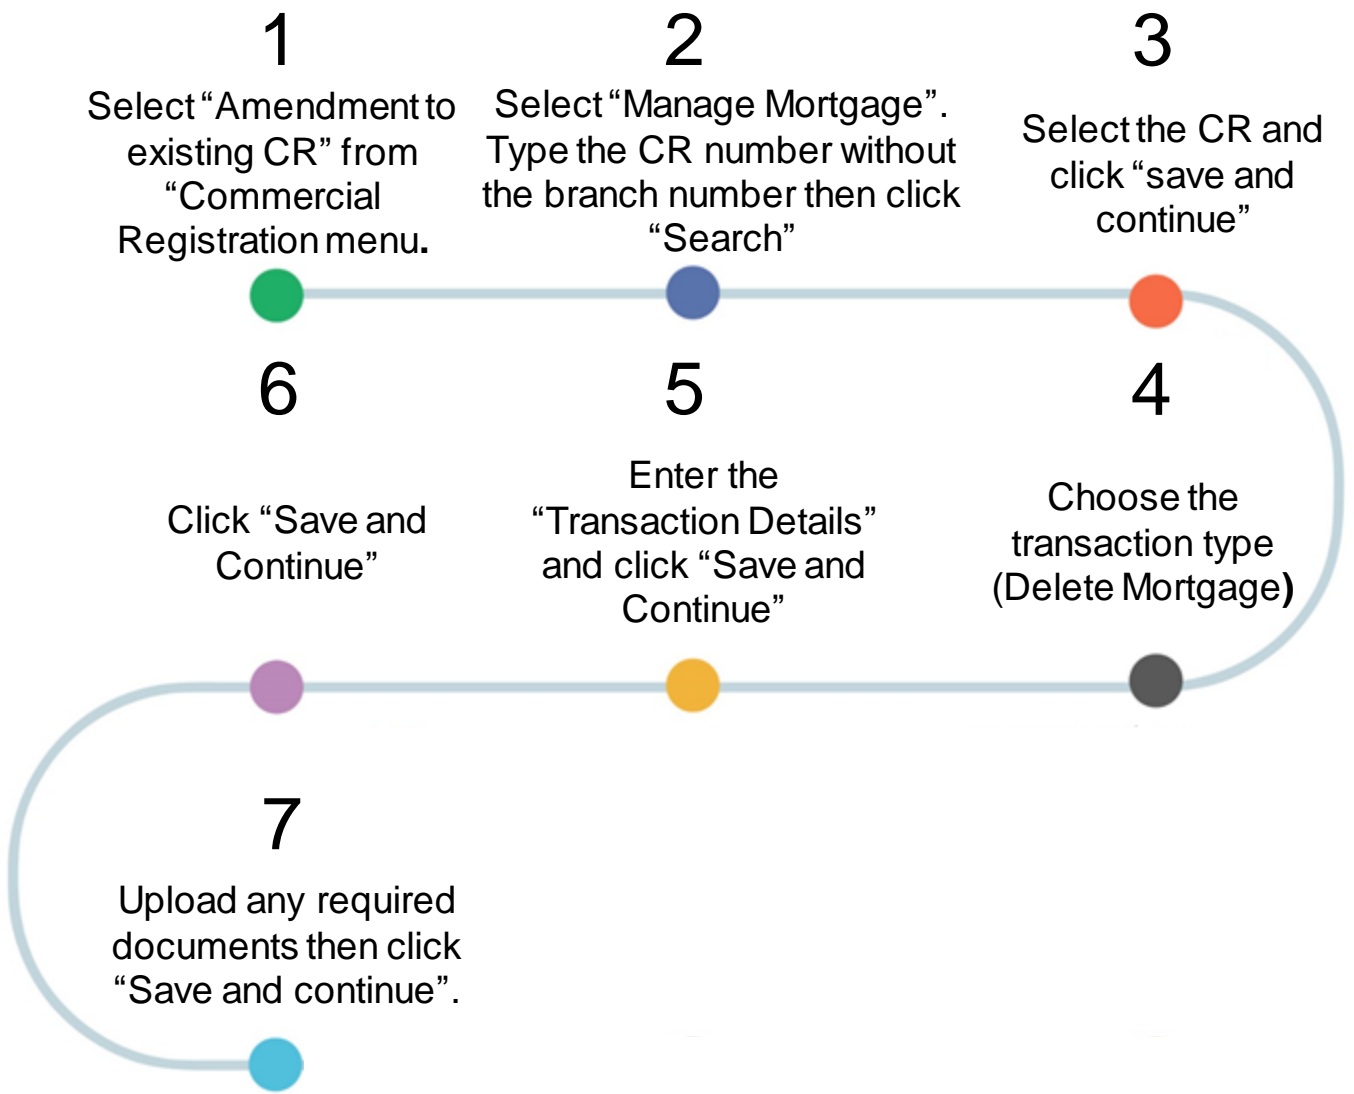 1
Select “Amendment to
existing CR” from
“Commercial
Registration menu.
2
Select “Manage Mortgage”.
Type the CR number without
the branch number then click
“Search”
3
Select the CR and
click “save and
continue”
4
Choose the
transaction type
(Delete Mortgage)
5
Enter the
“Transaction Details”
and click “Save and
Continue”
6
Click “Save and
Continue”
7
Upload any required
documents then click
“Save and continue”.